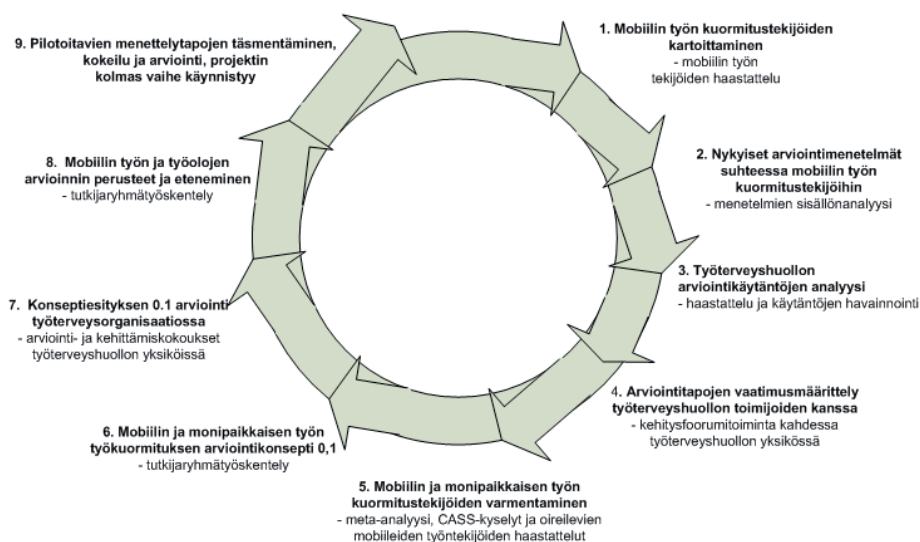 1. Mobiilin työn kuormitustekijöiden
kartoittaminen
- mobiilin työn
tekijöiden haastattelu
2. Nykyiset arviointimenetelmät
suhteessa mobiilin työn
kuormitustekijöihin
- menetelmien sisällönanalyysi
3. Työterveyshuollon
arviointikäytäntöjen analyysi
- haastattelu ja käytäntöjen havainnointi
4. Arviointitapojen vaatimusmäärittely
työterveyshuollon toimijoiden kanssa
- kehitysfoorumitoiminta kahdessa
työterveyshuollon yksikössä
5. Mobiilin ja monipaikkaisen työn
kuormitustekijöiden varmentaminen
- meta-analyysi, CASS-kyselyt ja oireilevien
mobiileiden työntekijöiden haastattelut
6. Mobiilin ja monipaikkaisen työn
työkuormituksen arviointikonsepti 0,1
- tutkijaryhmätyöskentely
7. Konseptiesityksen 0.1 arviointi
työterveysorganisaatiossa
- arviointi- ja kehittämiskokoukset
työterveyshuollon yksiköissä
8. Mobiilin työn ja työolojen
arvioinnin perusteet ja eteneminen
- tutkijaryhmätyöskentely
9. Pilotoitavien menettelytapojen täsmentäminen,
kokeilu ja arviointi, projektin
kolmas vaihe käynnistyy